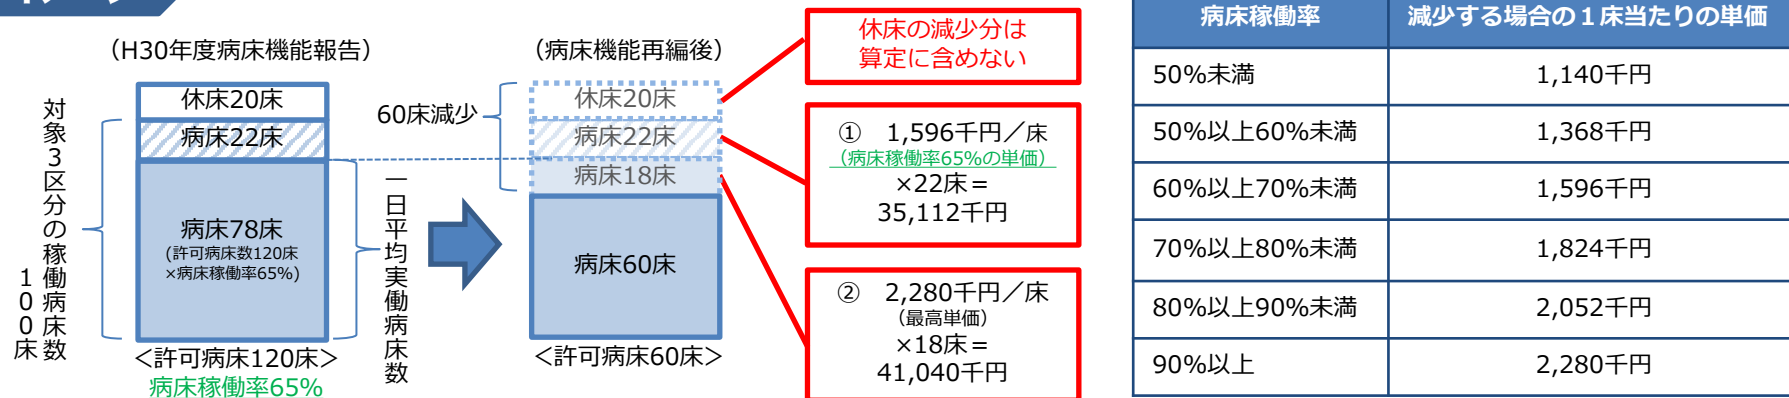 （H30年度病床機能報告）
対象３区分の稼働病床数
１００床
休床20床
病床22床
病床78床
(許可病床数120床
×病床稼働率65%)
一日平均実働病床数
＜許可病床120床＞
病床稼働率65%
（病床機能再編後）
60床減少
休床20床
病床22床
病床18床
病床60床
＜許可病床60床＞
休床の減少分は
算定に含めない
①　1,596千円／床
（病床稼働率65%の単価）
×22床＝
35,112千円
②　2,280千円／床
（最高単価）
×18床＝
41,040千円
病床稼働率　減少する場合の１床当たりの単価
50%未満　1,140千円
50%以上60%未満　1,368千円
60%以上70%未満　1,596千円
70%以上80%未満　1,824千円
80%以上90%未満　2,052千円
90%以上　2,280千円